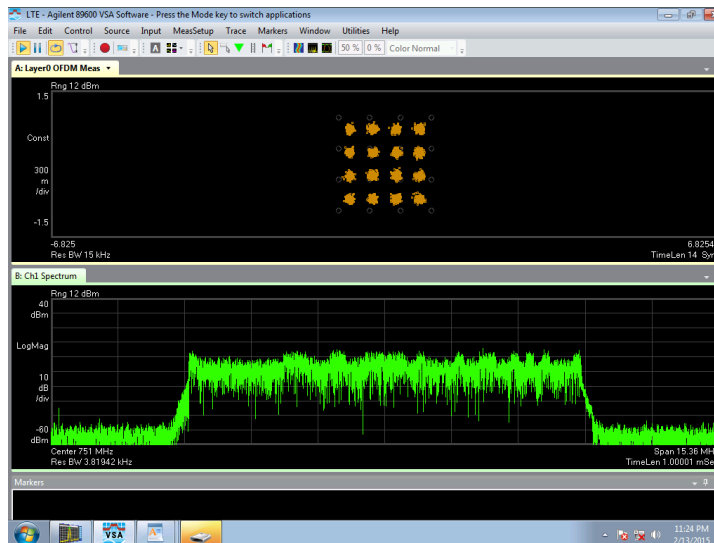 LTE - Agilent 89600 VSA Software - Press the Mode key to switch applications
File Edit Control Source Input MeasSetup Trace Markers Window Utilities Help
A 50 % 0 % Color Normal
A: Layer0 OFDM Meas
Rng 12 dBm
1.5
Const
300
m
/div
-1.5
-6.825 6.8254
Res BW 15 kHz TimeLen 14 Syr
B: Ch1 Spectrum
Rng 12 dBm
40
dBm
LogMag
10
dB
/div
-60
dBm
Center 751 MHz Span 15.36 MH
Res BW 3.81942 kHz TimeLen 1.00001 mSe
Markers
VSA
A
11:24 PM
2/13/2015